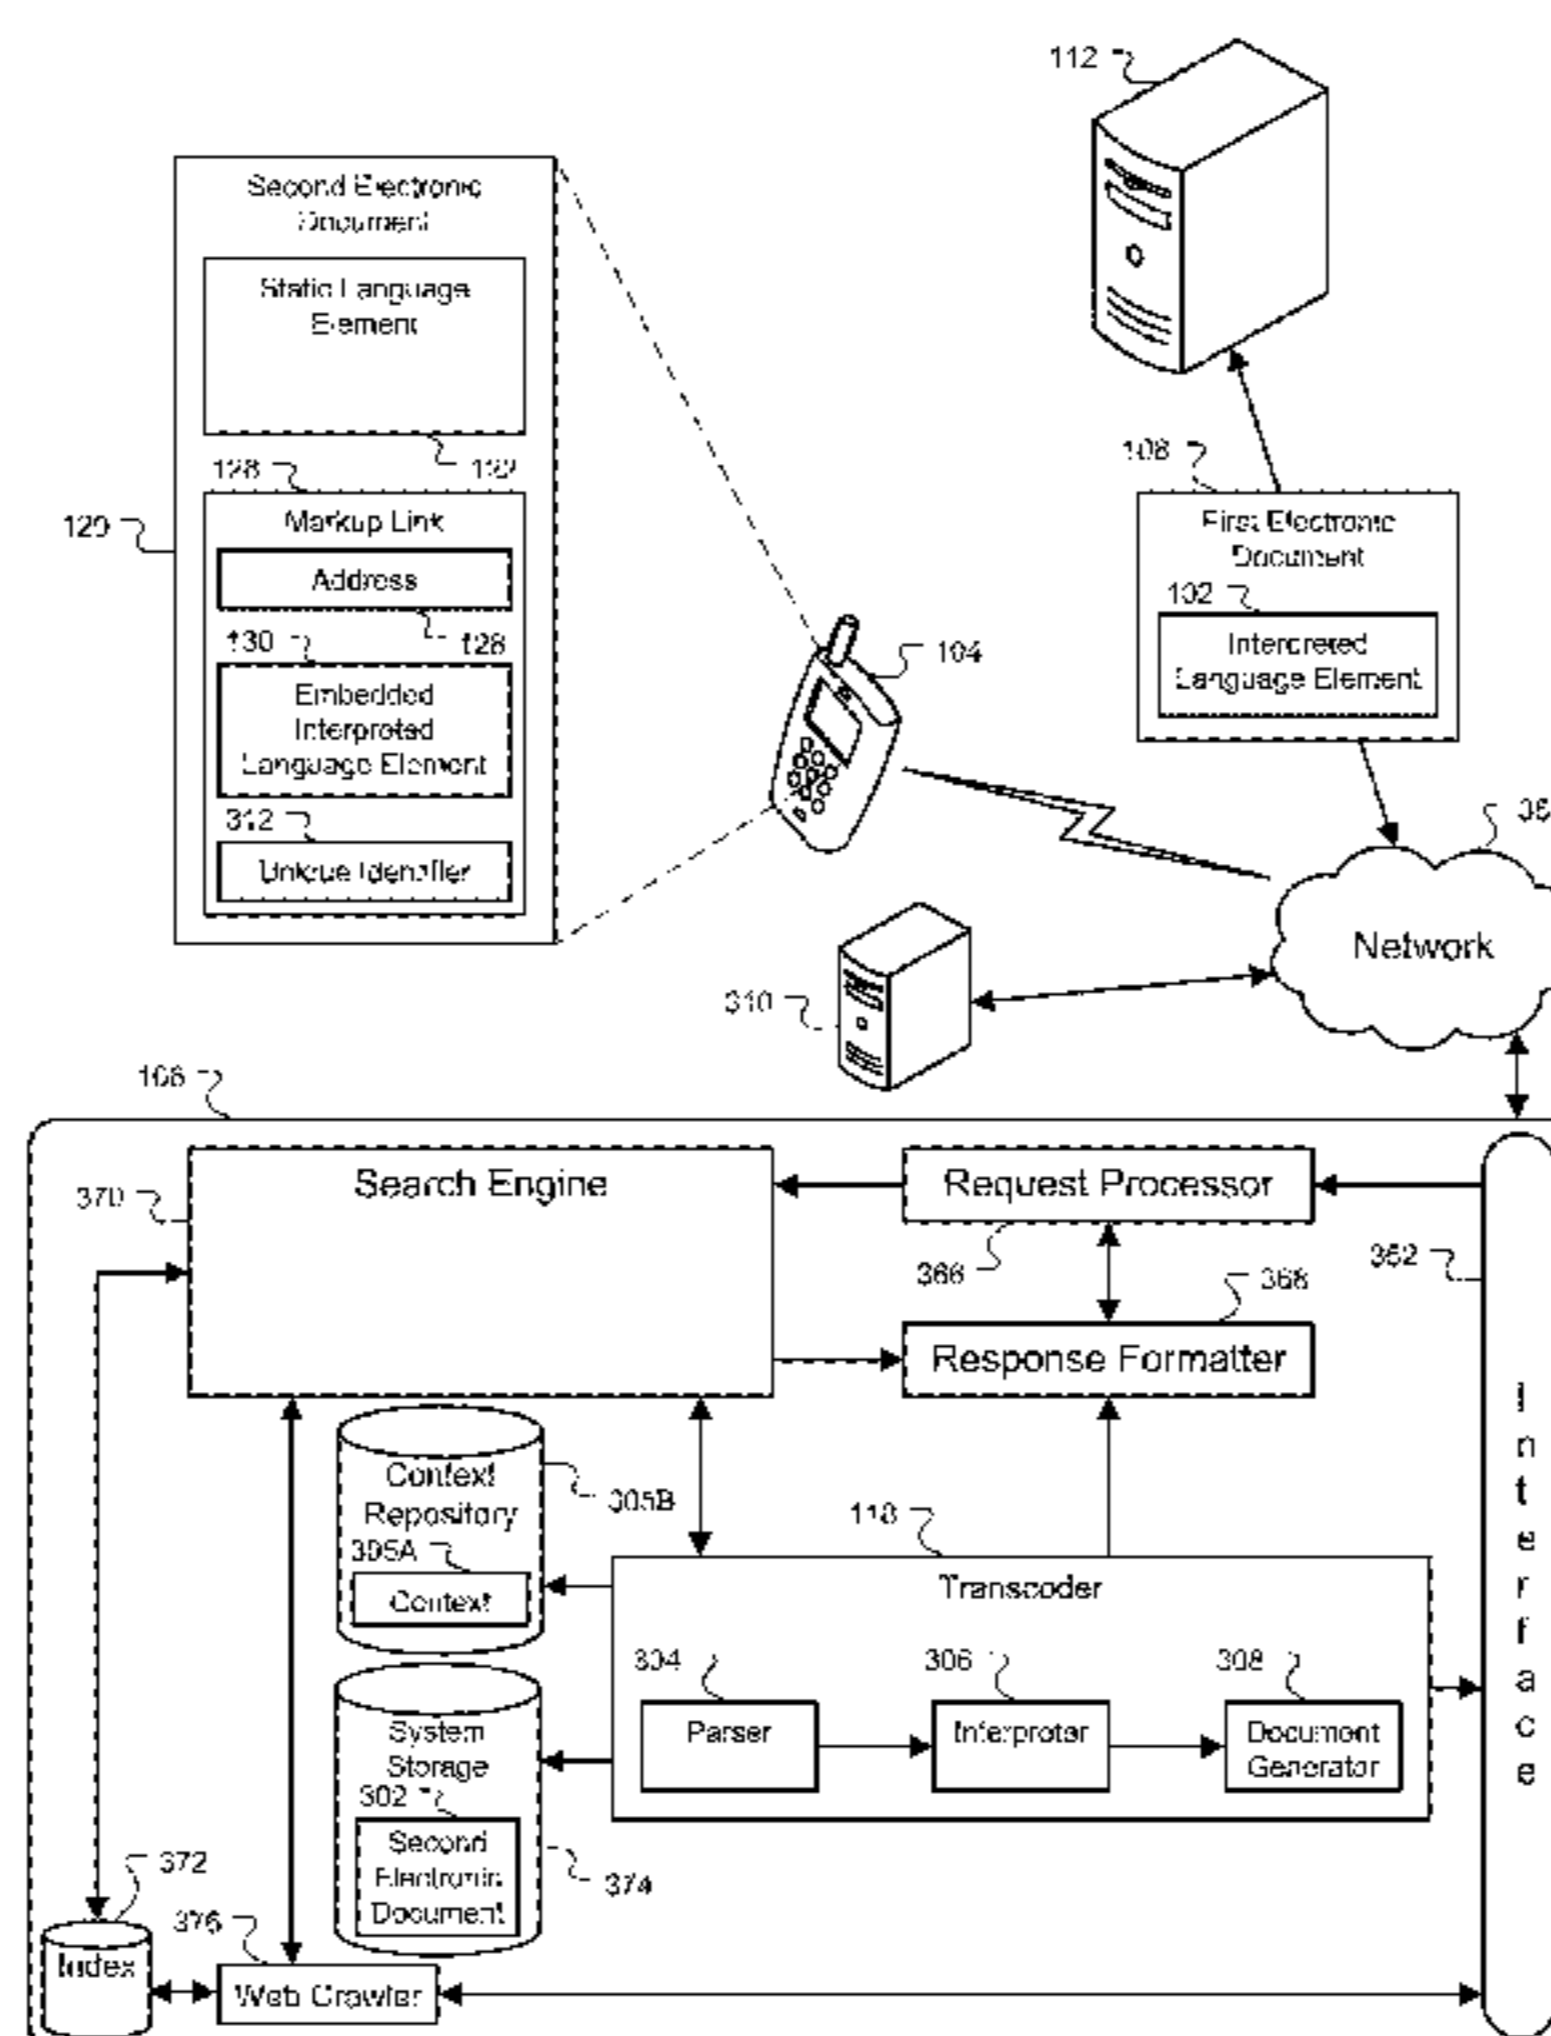 112
Second Electronic
Document
Static Language
Element
122
128
Markup Link
120
Address
130
126
Embedded
Interpreted
Language Element
312
Unique Identifier
104
108
First Electronic
Document
102
Interpreted
Language Element
Network
310
106
Search Engine
370
Request Processor
366
368
Response Formatter
362
Interface
Context
Repository
305B
305A
Context
118
Transcoder
304
306
308
Parser
Interpreter
Document
Generator
System
Storage
302
Second
Electronic
Document
374
372
376
Index
Web Crawler